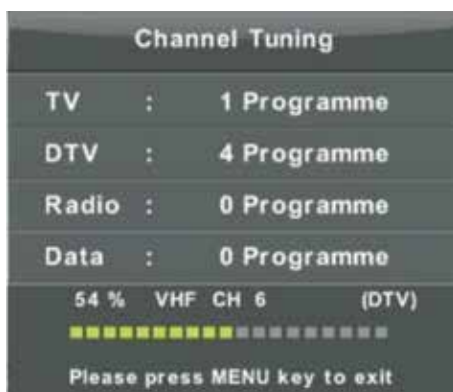 Channel Tuning
TV : 1 Programme
DTV : 4 Programme
Radio : 0 Programme
Data : 0 Programme
54 % VHF CH 6 (DTV)
Please press MENU key to exit